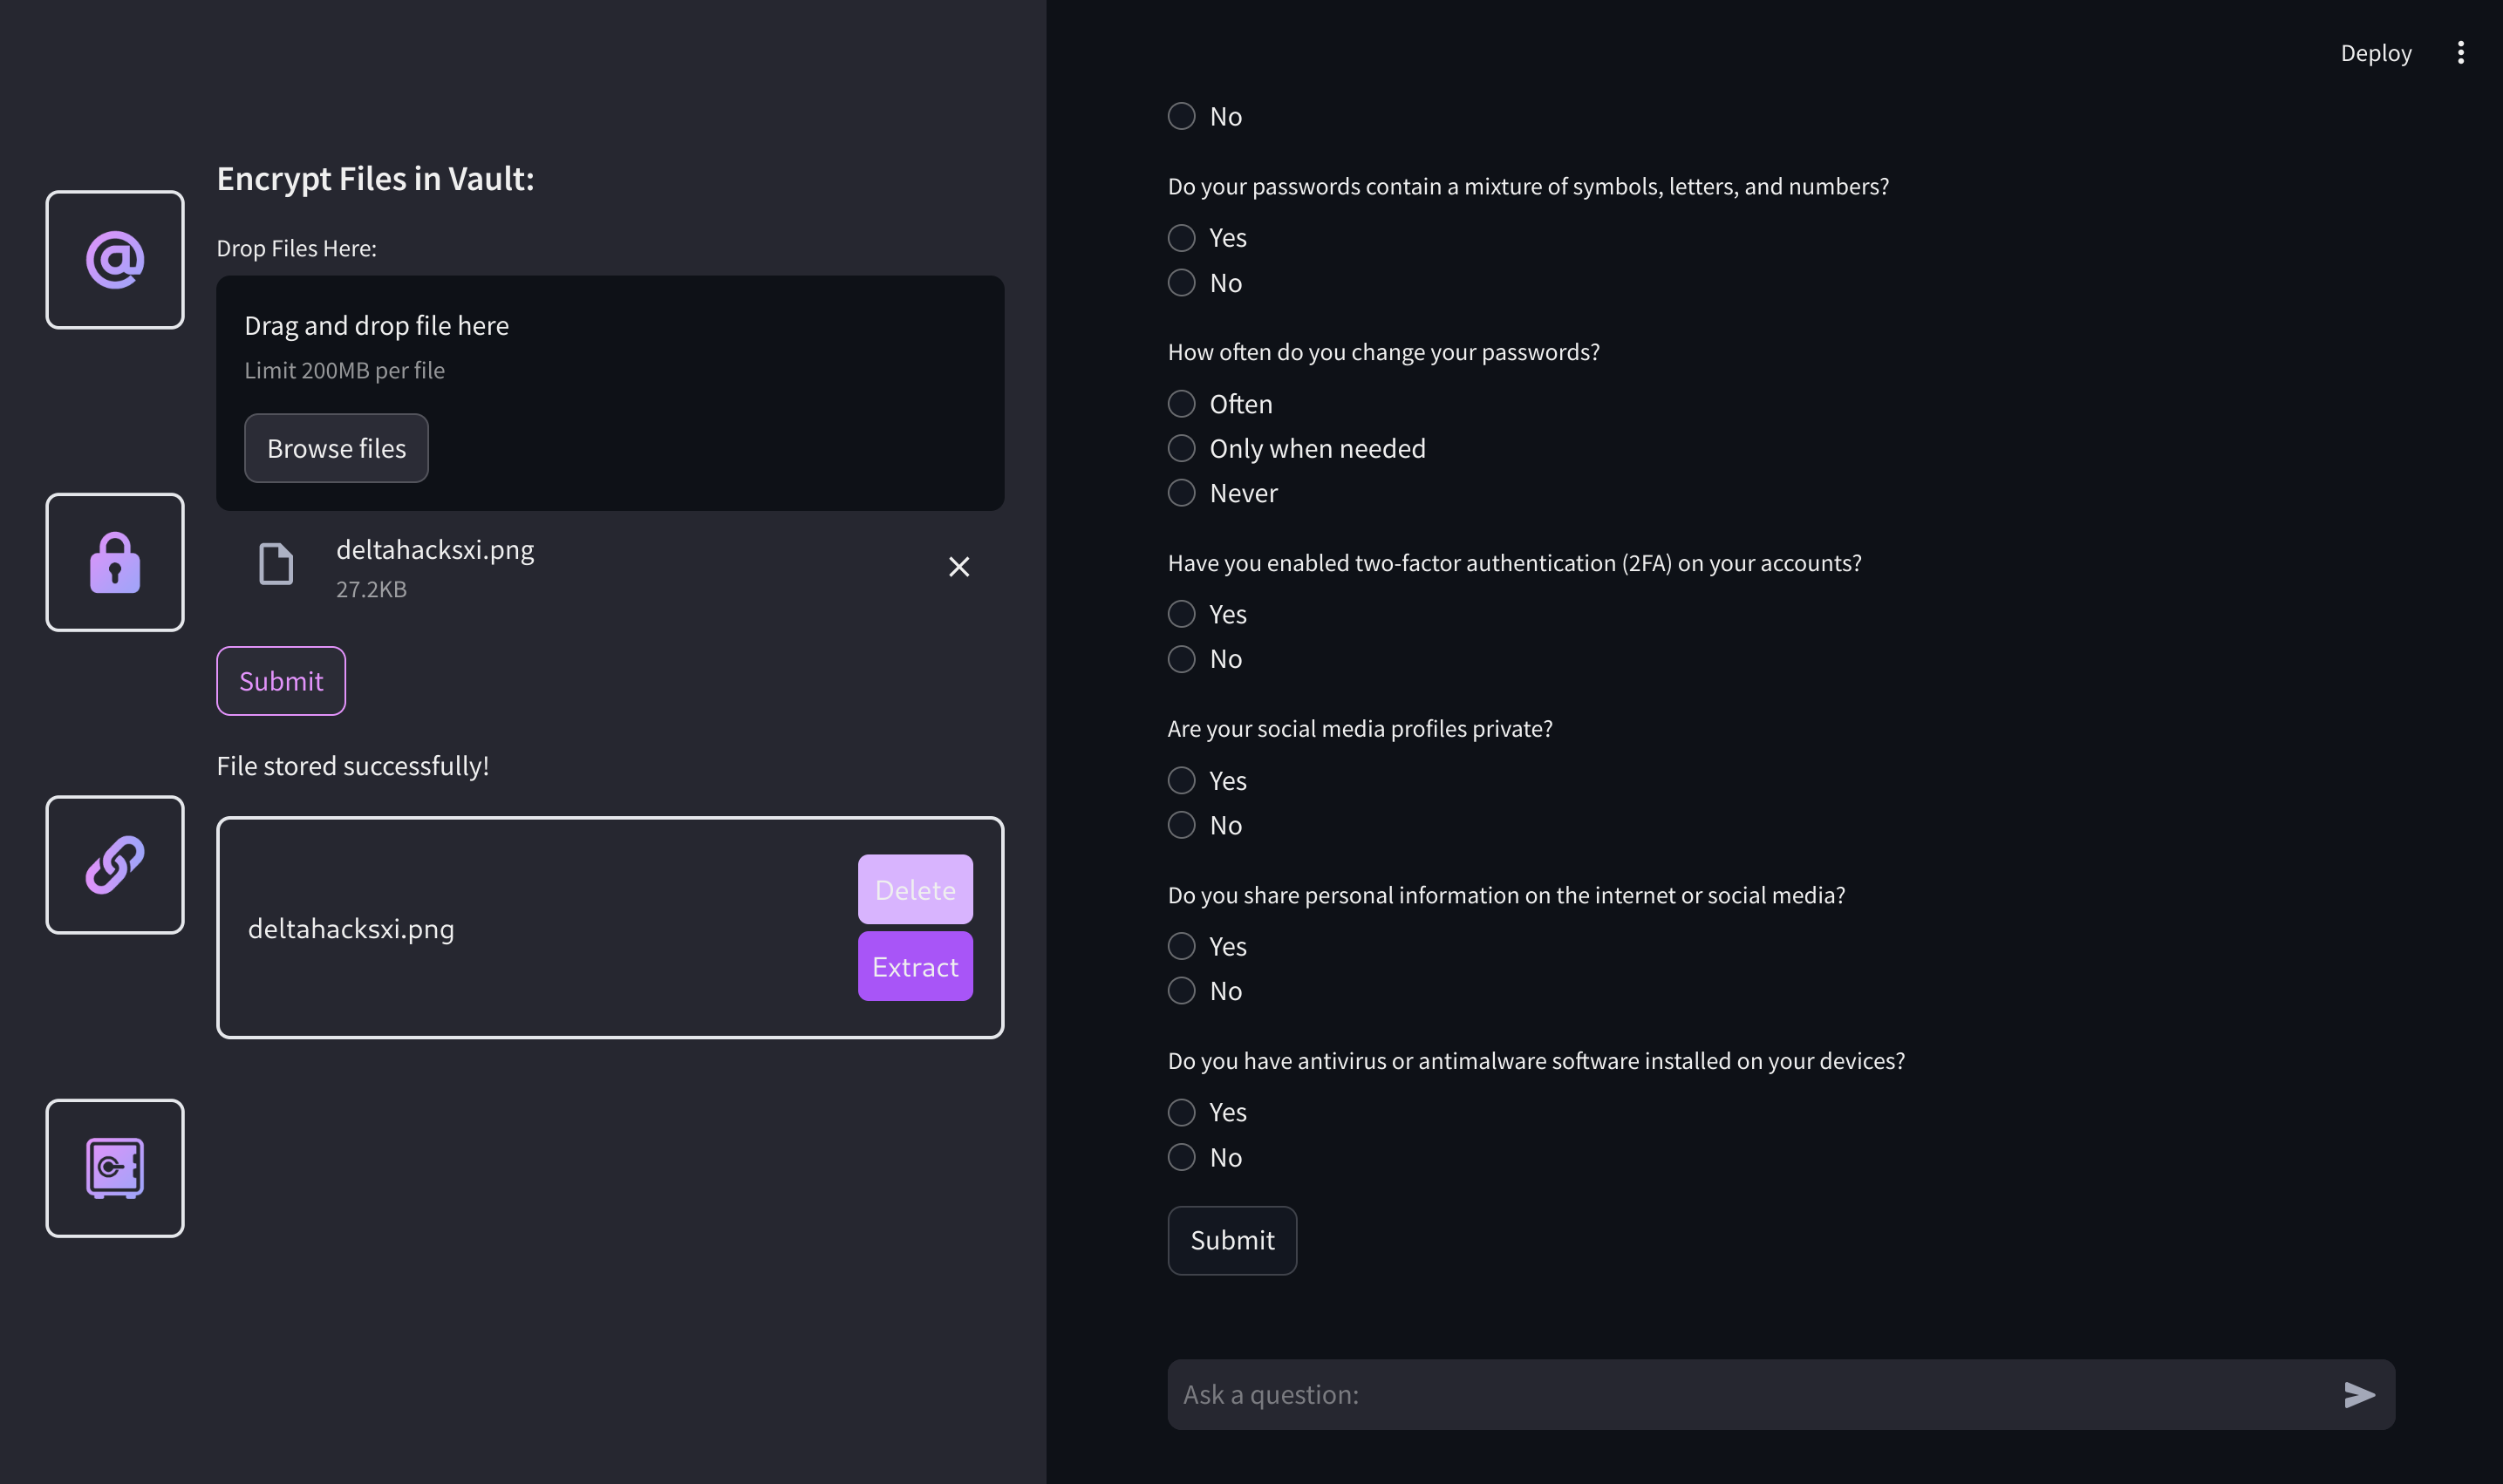 Encrypt Files in Vault:
Drop Files Here:
Drag and drop file here
Limit 200MB per file
Browse files
deltahacksxi.png
27.2KB
Submit
File stored successfully!
deltahacksxi.png
Delete
Extract
Deploy
No
Do your passwords contain a mixture of symbols, letters, and numbers?
Yes
No
How often do you change your passwords?
Often
Only when needed
Never
Have you enabled two-factor authentication (2FA) on your accounts?
Yes
No
Are your social media profiles private?
Yes
No
Do you share personal information on the internet or social media?
Yes
No
Do you have antivirus or antimalware software installed on your devices?
Yes
No
Submit
Ask a question: